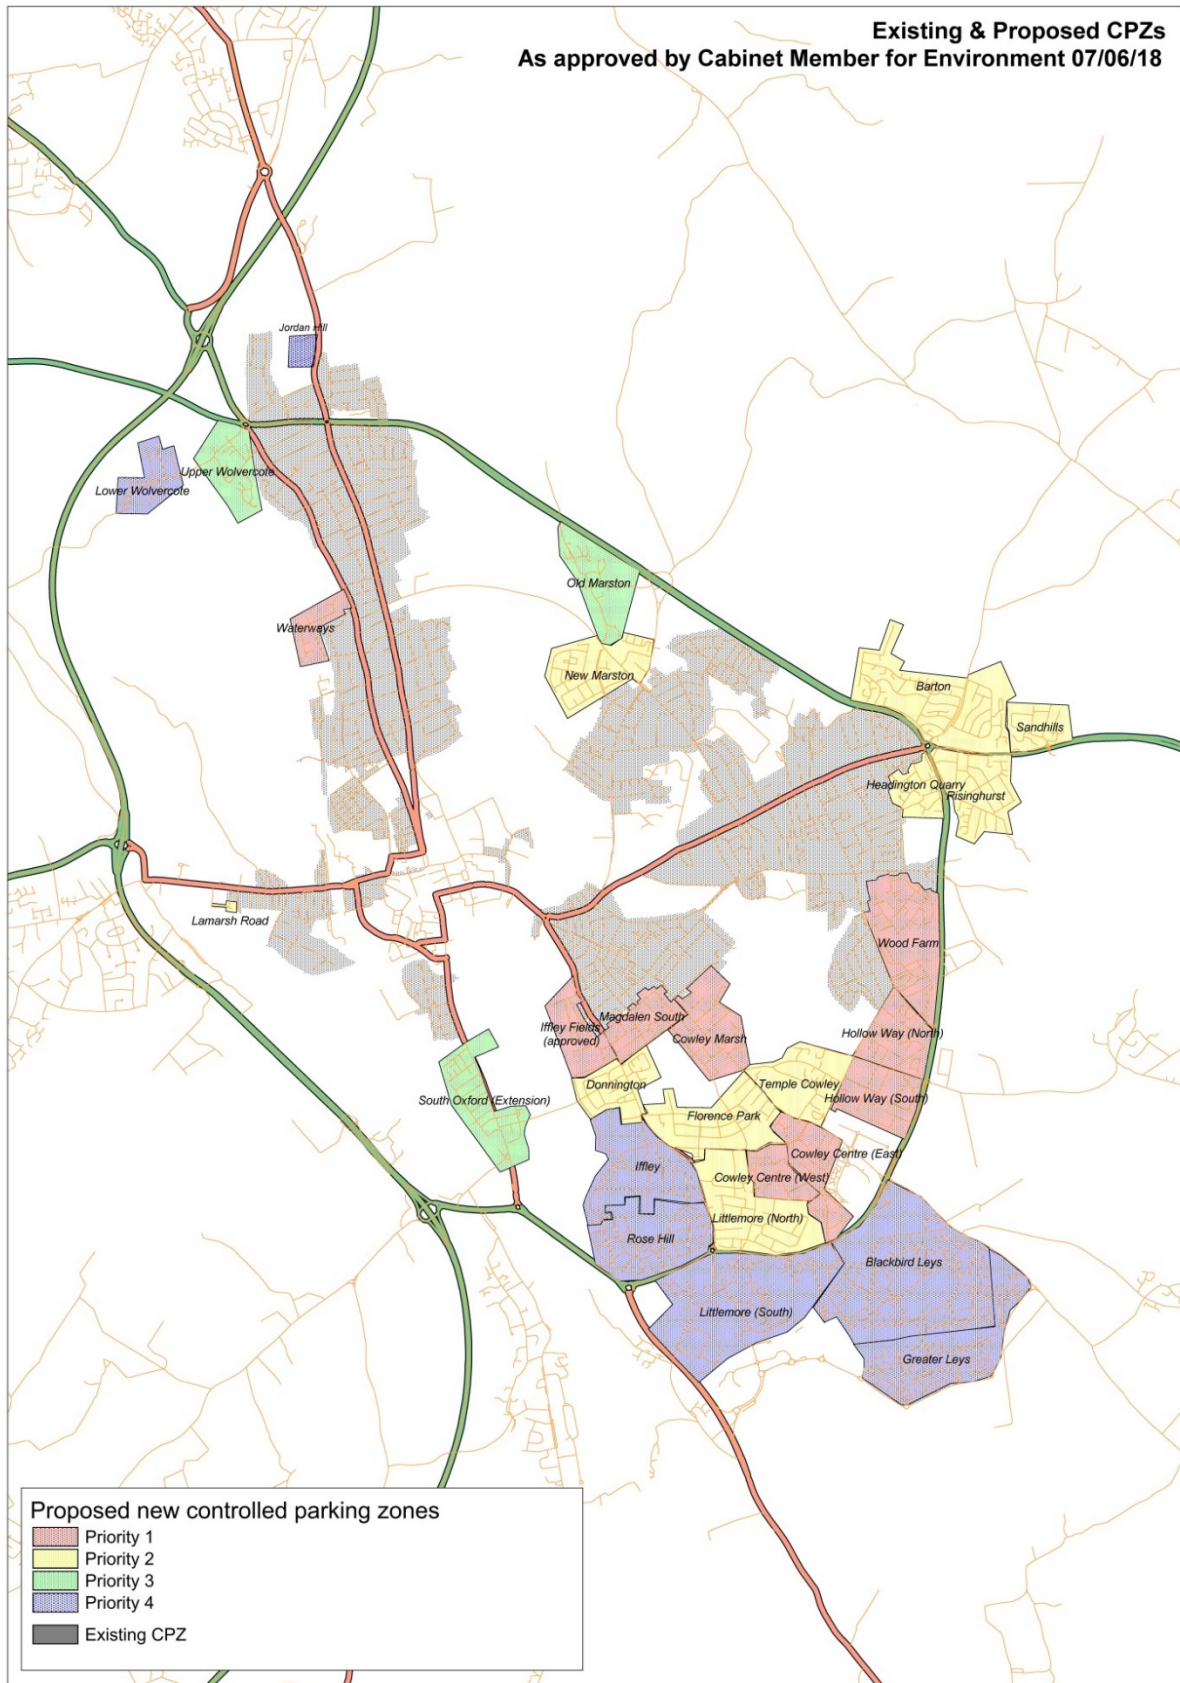 Existing & Proposed CPZs
As approved by Cabinet Member for Environment 07/06/18
Jordan Hill
Upper Wolvercote
Lower Wolvercote
Old Marston
Waterways
New Marston
Barton
Sandhills
Headington Quarry
Risinghurst
Lamarsh Road
Wood Farm
Iffley Fields
(approved)
Magdalen South
Cowley Marsh
Hollow Way (North)
Donnington
Temple Cowley
South Oxford (Extension)
Hollow Way (South)
Florence Park
Cowley Centre (East)
Iffley
Cowley Centre (West)
Littlemore (North)
Rose Hill
Blackbird Leys
Littlemore (South)
Greater Leys
Proposed new controlled parking zones
Priority 1
Priority 2
Priority 3
Priority 4
Existing CPZ